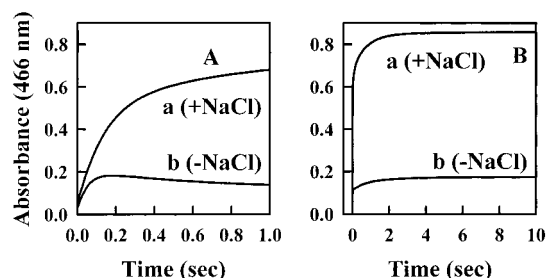 Absorbance (466 nm)
0.8
0.6
0.4
0.2
0.0
A
a (+NaCl)
b (-NaCl)
0.0 0.2 0.4 0.6 0.8 1.0
Time (sec)
0.8
0.6
0.4
0.2
0.0
B
a (+NaCl)
b (-NaCl)
0 2 4 6 8 10
Time (sec)